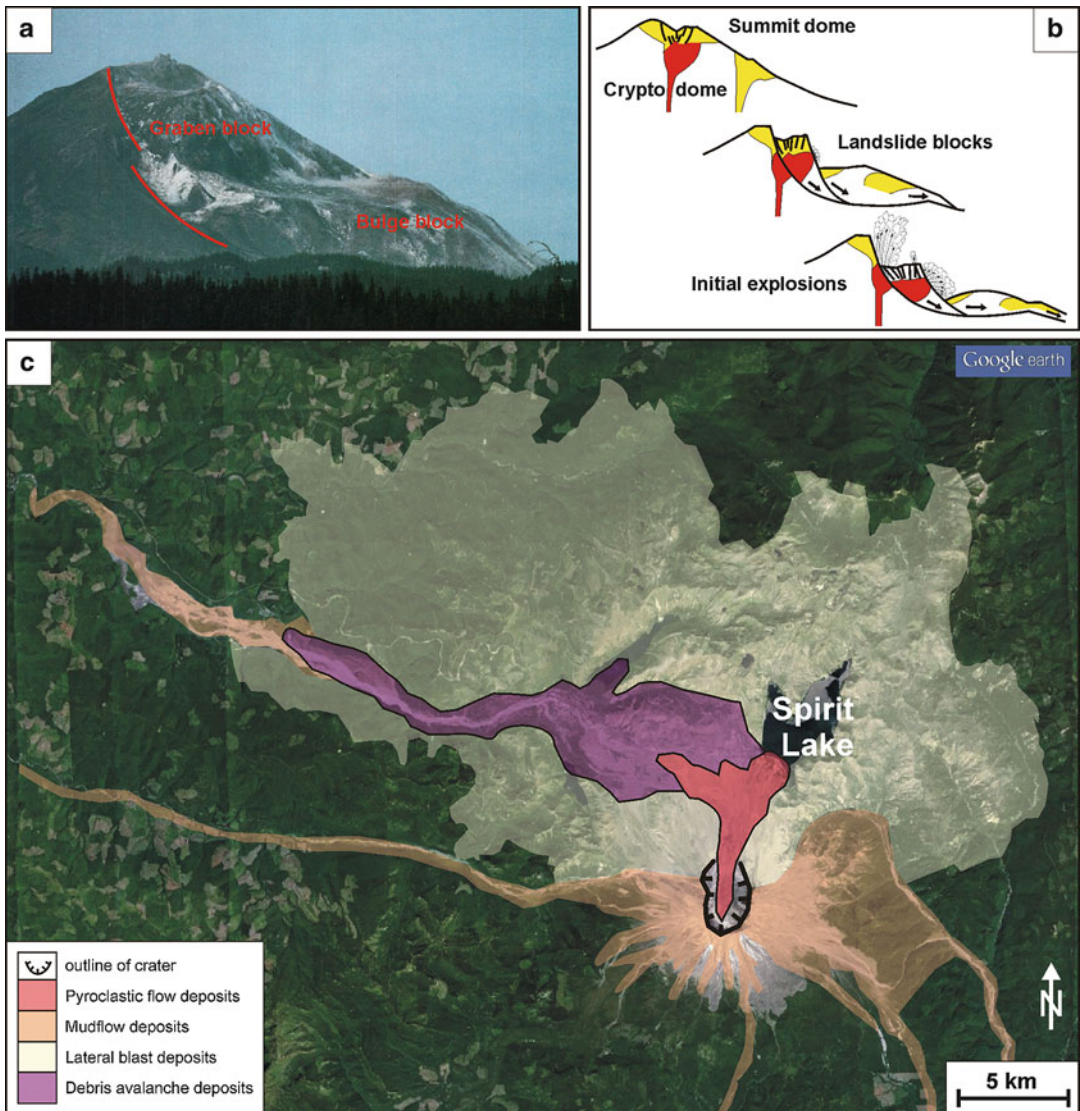 a
Graben block
Bulge block
b
Summit dome
Crypto dome
Landslide blocks
Initial explosions
c
Google earth
Spirit
Lake
outline of crater
Pyroclastic flow deposits
Mudflow deposits
Lateral blast deposits
Debris avalanche deposits
N
5 km